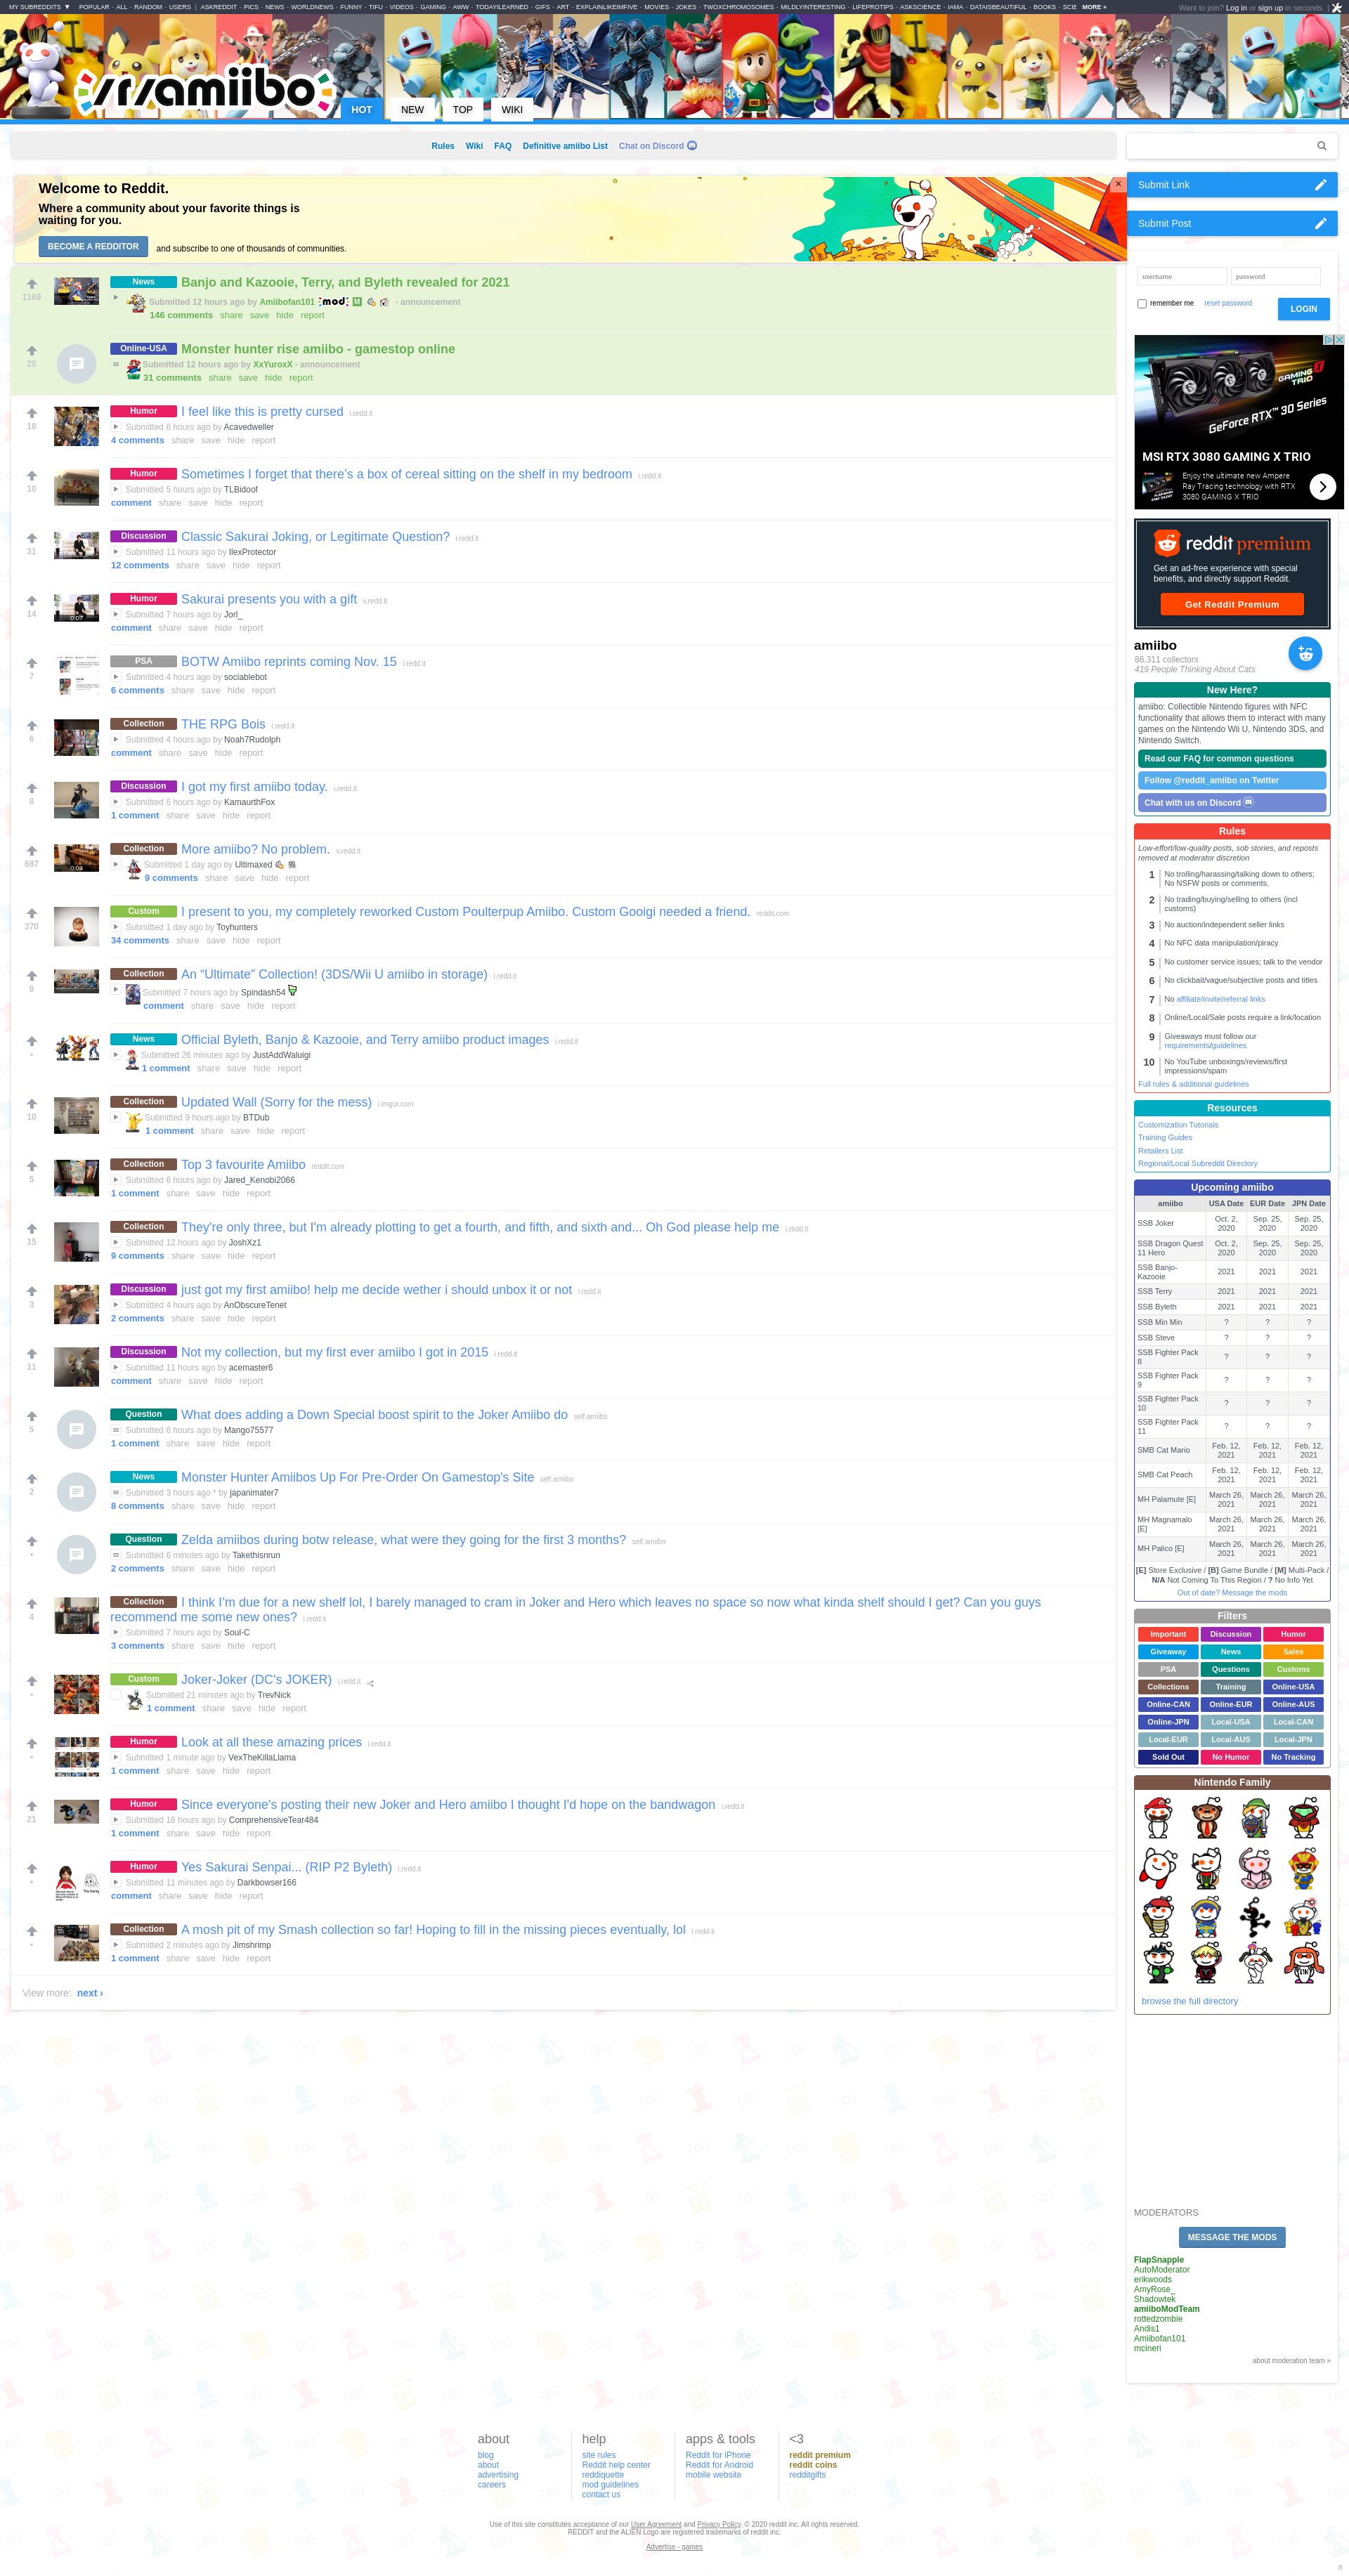 MY SUBREDDITS ▼ POPULAR - ALL - RANDOM - USERS | ASKREDDIT - PICS - NEWS - WORLDNEWS - FUNNY - TIFU - VIDEOS - GAMING - AWW - TODAYILEARNED - GIFS - ART - EXPLAINLIKEIMFIVE - MOVIES - JOKES - TWOXCHROMOSOMES - MILDLYINTERESTING - LIFEPROTIPS - ASKSCIENCE - IAMA - DATAISBEAUTIFUL - BOOKS - SCIE MORE »
Want to join? Log in or sign up in seconds. |
/r/amiibo
HOT NEW TOP WIKI
Rules Wiki FAQ Definitive amiibo List Chat on Discord
Welcome to Reddit.
Where a community about your favorite things is
waiting for you.
BECOME A REDDITOR and subscribe to one of thousands of communities.
1169
News Banjo and Kazooie, Terry, and Byleth revealed for 2021
Submitted 12 hours ago by Amiibofan101 :mod: M - announcement
146 comments share save hide report
20
Online-USA Monster hunter rise amiibo - gamestop online
Submitted 12 hours ago by XxYuroxX - announcement
31 comments share save hide report
18
Humor I feel like this is pretty cursed i.redd.it
Submitted 6 hours ago by Acavedweller
4 comments share save hide report
10
Humor Sometimes I forget that there's a box of cereal sitting on the shelf in my bedroom i.redd.it
Submitted 5 hours ago by TLBidoof
comment share save hide report
31
Discussion Classic Sakurai Joking, or Legitimate Question? i.redd.it
Submitted 11 hours ago by IlexProtector
12 comments share save hide report
14
0:07
Humor Sakurai presents you with a gift v.redd.it
Submitted 7 hours ago by Jorl_
comment share save hide report
7
PSA BOTW Amiibo reprints coming Nov. 15 i.redd.it
Submitted 4 hours ago by sociablebot
6 comments share save hide report
6
Collection THE RPG Bois i.redd.it
Submitted 4 hours ago by Noah7Rudolph
comment share save hide report
8
Discussion I got my first amiibo today. i.redd.it
Submitted 6 hours ago by KamaurthFox
1 comment share save hide report
687
0:04
Collection More amiibo? No problem. v.redd.it
Submitted 1 day ago by Ultimaxed
9 comments share save hide report
370
Custom I present to you, my completely reworked Custom Poulterpup Amiibo. Custom Gooigi needed a friend. reddit.com
Submitted 1 day ago by Toyhunters
34 comments share save hide report
8
Collection An “Ultimate” Collection! (3DS/Wii U amiibo in storage) i.redd.it
Submitted 7 hours ago by Spindash54
comment share save hide report
•
News Official Byleth, Banjo & Kazooie, and Terry amiibo product images i.redd.it
Submitted 26 minutes ago by JustAddWaluigi
1 comment share save hide report
10
Collection Updated Wall (Sorry for the mess) i.imgur.com
Submitted 9 hours ago by BTDub
1 comment share save hide report
5
Collection Top 3 favourite Amiibo reddit.com
Submitted 6 hours ago by Jared_Kenobi2066
1 comment share save hide report
15
Collection They're only three, but I'm already plotting to get a fourth, and fifth, and sixth and... Oh God please help me i.redd.it
Submitted 12 hours ago by JoshXz1
9 comments share save hide report
3
Discussion just got my first amiibo! help me decide wether i should unbox it or not i.redd.it
Submitted 4 hours ago by AnObscureTenet
2 comments share save hide report
11
Discussion Not my collection, but my first ever amiibo I got in 2015 i.redd.it
Submitted 11 hours ago by acemaster6
comment share save hide report
5
Question What does adding a Down Special boost spirit to the Joker Amiibo do self.amiibo
Submitted 6 hours ago by Mango75577
1 comment share save hide report
2
News Monster Hunter Amiibos Up For Pre-Order On Gamestop's Site self.amiibo
Submitted 3 hours ago * by japanimater7
8 comments share save hide report
•
Question Zelda amiibos during botw release, what were they going for the first 3 months? self.amiibo
Submitted 6 minutes ago by Takethisnrun
2 comments share save hide report
4
Collection I think I'm due for a new shelf lol, I barely managed to cram in Joker and Hero which leaves no space so now what kinda shelf should I get? Can you guys
recommend me some new ones? i.redd.it
Submitted 7 hours ago by Soul-C
3 comments share save hide report
•
Custom Joker-Joker (DC's JOKER) i.redd.it
Submitted 21 minutes ago by TrevNick
1 comment share save hide report
•
Humor Look at all these amazing prices i.redd.it
Submitted 1 minute ago by VexTheKillaLlama
1 comment share save hide report
21
Humor Since everyone's posting their new Joker and Hero amiibo I thought I'd hope on the bandwagon i.redd.it
Submitted 16 hours ago by ComprehensiveTear484
1 comment share save hide report
•
Humor Yes Sakurai Senpai... (RIP P2 Byleth) i.redd.it
Submitted 11 minutes ago by Darkbowser166
comment share save hide report
•
Collection A mosh pit of my Smash collection so far! Hoping to fill in the missing pieces eventually, lol i.redd.it
Submitted 2 minutes ago by Jimshrimp
1 comment share save hide report
View more: next ›
Submit Link
Submit Post
username password
remember me reset password LOGIN
GAMING TRIO
GeForce RTX™ 30 Series
MSI RTX 3080 GAMING X TRIO
Enjoy the ultimate new Ampere
Ray Tracing technology with RTX
3080 GAMING X TRIO
reddit premium
Get an ad-free experience with special
benefits, and directly support Reddit.
Get Reddit Premium
amiibo
86,311 collectors
419 People Thinking About Cats
New Here?
amiibo: Collectible Nintendo figures with NFC
functionality that allows them to interact with many
games on the Nintendo Wii U, Nintendo 3DS, and
Nintendo Switch.
Read our FAQ for common questions
Follow @reddit_amiibo on Twitter
Chat with us on Discord
Rules
Low-effort/low-quality posts, sob stories, and reposts
removed at moderator discretion
1 No trolling/harassing/talking down to others;
No NSFW posts or comments.
2 No trading/buying/selling to others (incl
customs)
3 No auction/independent seller links
4 No NFC data manipulation/piracy
5 No customer service issues; talk to the vendor
6 No clickbait/vague/subjective posts and titles
7 No affiliate/invite/referral links
8 Online/Local/Sale posts require a link/location
9 Giveaways must follow our
requirements/guidelines
10 No YouTube unboxings/reviews/first
impressions/spam
Full rules & additional guidelines
Resources
Customization Tutorials
Training Guides
Retailers List
Regional/Local Subreddit Directory
Upcoming amiibo
amiibo USA Date EUR Date JPN Date
SSB Joker Oct. 2, 2020 Sep. 25, 2020 Sep. 25, 2020
SSB Dragon Quest 11 Hero Oct. 2, 2020 Sep. 25, 2020 Sep. 25, 2020
SSB Banjo-Kazooie 2021 2021 2021
SSB Terry 2021 2021 2021
SSB Byleth 2021 2021 2021
SSB Min Min ? ? ?
SSB Steve ? ? ?
SSB Fighter Pack 8 ? ? ?
SSB Fighter Pack 9 ? ? ?
SSB Fighter Pack 10 ? ? ?
SSB Fighter Pack 11 ? ? ?
SMB Cat Mario Feb. 12, 2021 Feb. 12, 2021 Feb. 12, 2021
SMB Cat Peach Feb. 12, 2021 Feb. 12, 2021 Feb. 12, 2021
MH Palamute [E] March 26, 2021 March 26, 2021 March 26, 2021
MH Magnamalo [E] March 26, 2021 March 26, 2021 March 26, 2021
MH Palico [E] March 26, 2021 March 26, 2021 March 26, 2021
[E] Store Exclusive / [B] Game Bundle / [M] Multi-Pack /
N/A Not Coming To This Region / ? No Info Yet
Out of date? Message the mods
Filters
Important Discussion Humor
Giveaway News Sales
PSA Questions Customs
Collections Training Online-USA
Online-CAN Online-EUR Online-AUS
Online-JPN Local-USA Local-CAN
Local-EUR Local-AUS Local-JPN
Sold Out No Humor No Tracking
Nintendo Family
browse the full directory
MODERATORS
MESSAGE THE MODS
FlapSnapple
AutoModerator
erikwoods
AmyRose_
Shadowtek
amiiboModTeam
rottedzombie
Andis1
Amiibofan101
mcineri
about moderation team »
about
blog
about
advertising
careers
help
site rules
Reddit help center
reddiquette
mod guidelines
contact us
apps & tools
Reddit for iPhone
Reddit for Android
mobile website
<3
reddit premium
reddit coins
redditgifts
Use of this site constitutes acceptance of our User Agreement and Privacy Policy. © 2020 reddit inc. All rights reserved.
REDDIT and the ALIEN Logo are registered trademarks of reddit inc.
Advertise - games
π